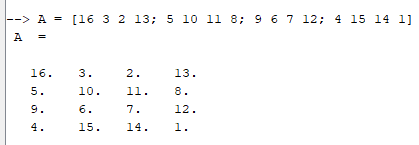 --> A = [16 3 2 13; 5 10 11 8; 9 6 7 12; 4 15 14 1]
A =
16. 3. 2. 13.
5. 10. 11. 8.
9. 6. 7. 12.
4. 15. 14. 1.